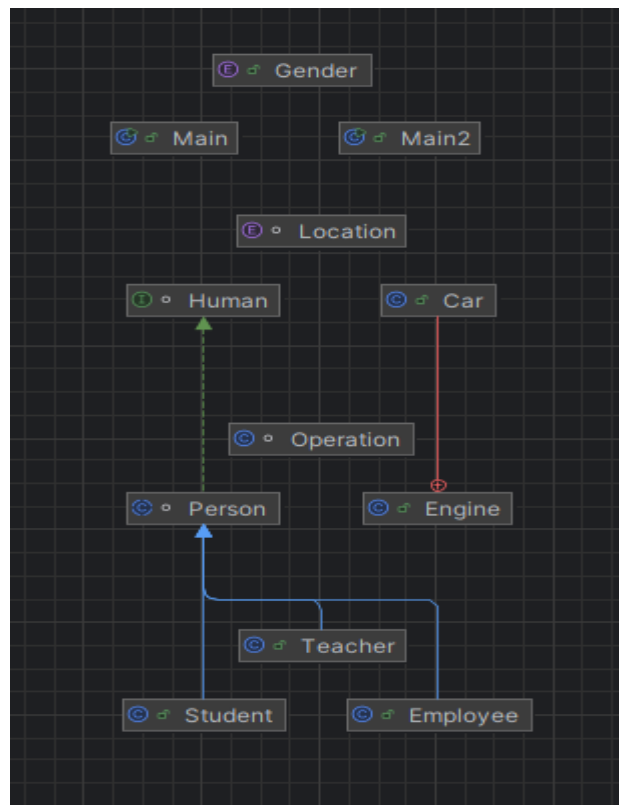 E Gender
C Main
C Main2
E Location
I Human
C Car
C Operation
C Person
C Engine
C Teacher
C Student
C Employee